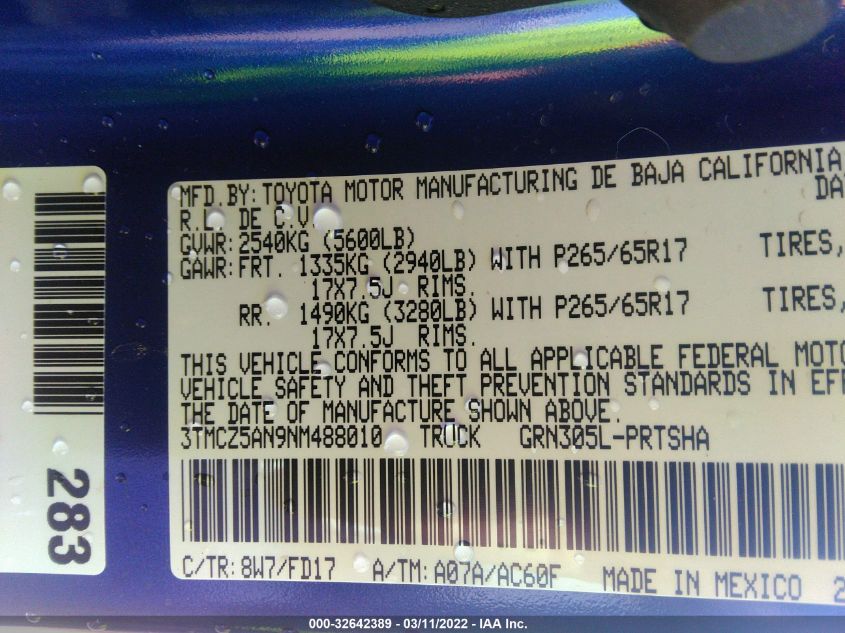 MFD.BY:TOYOTA MOTOR MANUFACTURING DE BAJA CALIFORNIA
R.L. DE C.V. DA
GVWR:2540KG (5600LB)
GAWR:FRT. 1335KG (2940LB) WITH P265/65R17 TIRES,
17X7.5J RIMS.
RR. 1490KG (3280LB) WITH P265/65R17 TIRES,
17X7.5J RIMS.
THIS VEHICLE CONFORMS TO ALL APPLICABLE FEDERAL MOTO
VEHICLE SAFETY AND THEFT PREVENTION STANDARDS IN EFF
THE DATE OF MANUFACTURE SHOWN ABOVE.
3TMCZ5AN9NM488010 TRUCK GRN305L-PRTSHA
C/TR:8W7/FD17 A/TM:A07A/AC60F MADE IN MEXICO 2
283
000-32642389 - 03/11/2022 - IAA Inc.